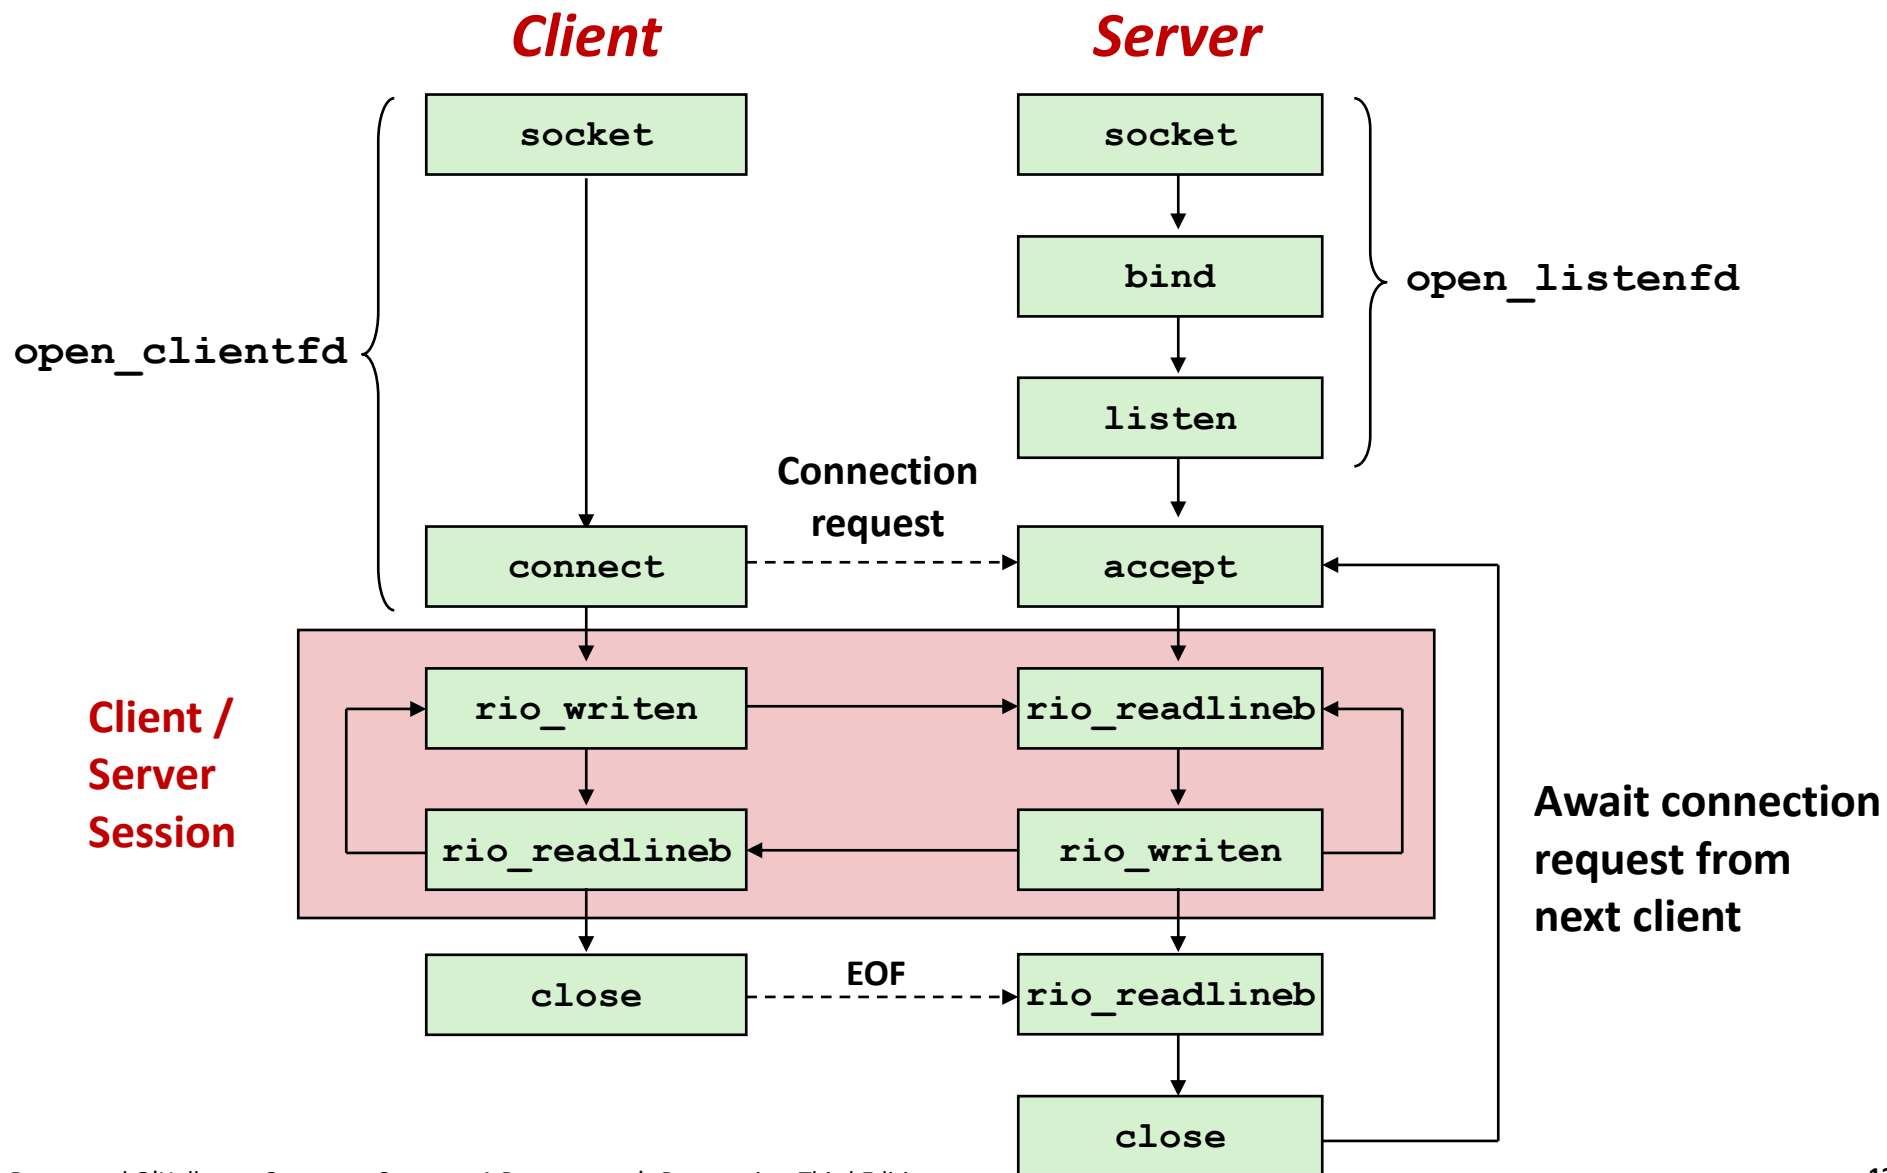 Client
Server
socket
socket
bind
open_listenfd
open_clientfd
listen
Connection
request
connect
accept
Client /
Server
Session
rio_writen
rio_readlineb
rio_readlineb
rio_writen
Await connection
request from
next client
close
EOF
rio_readlineb
close